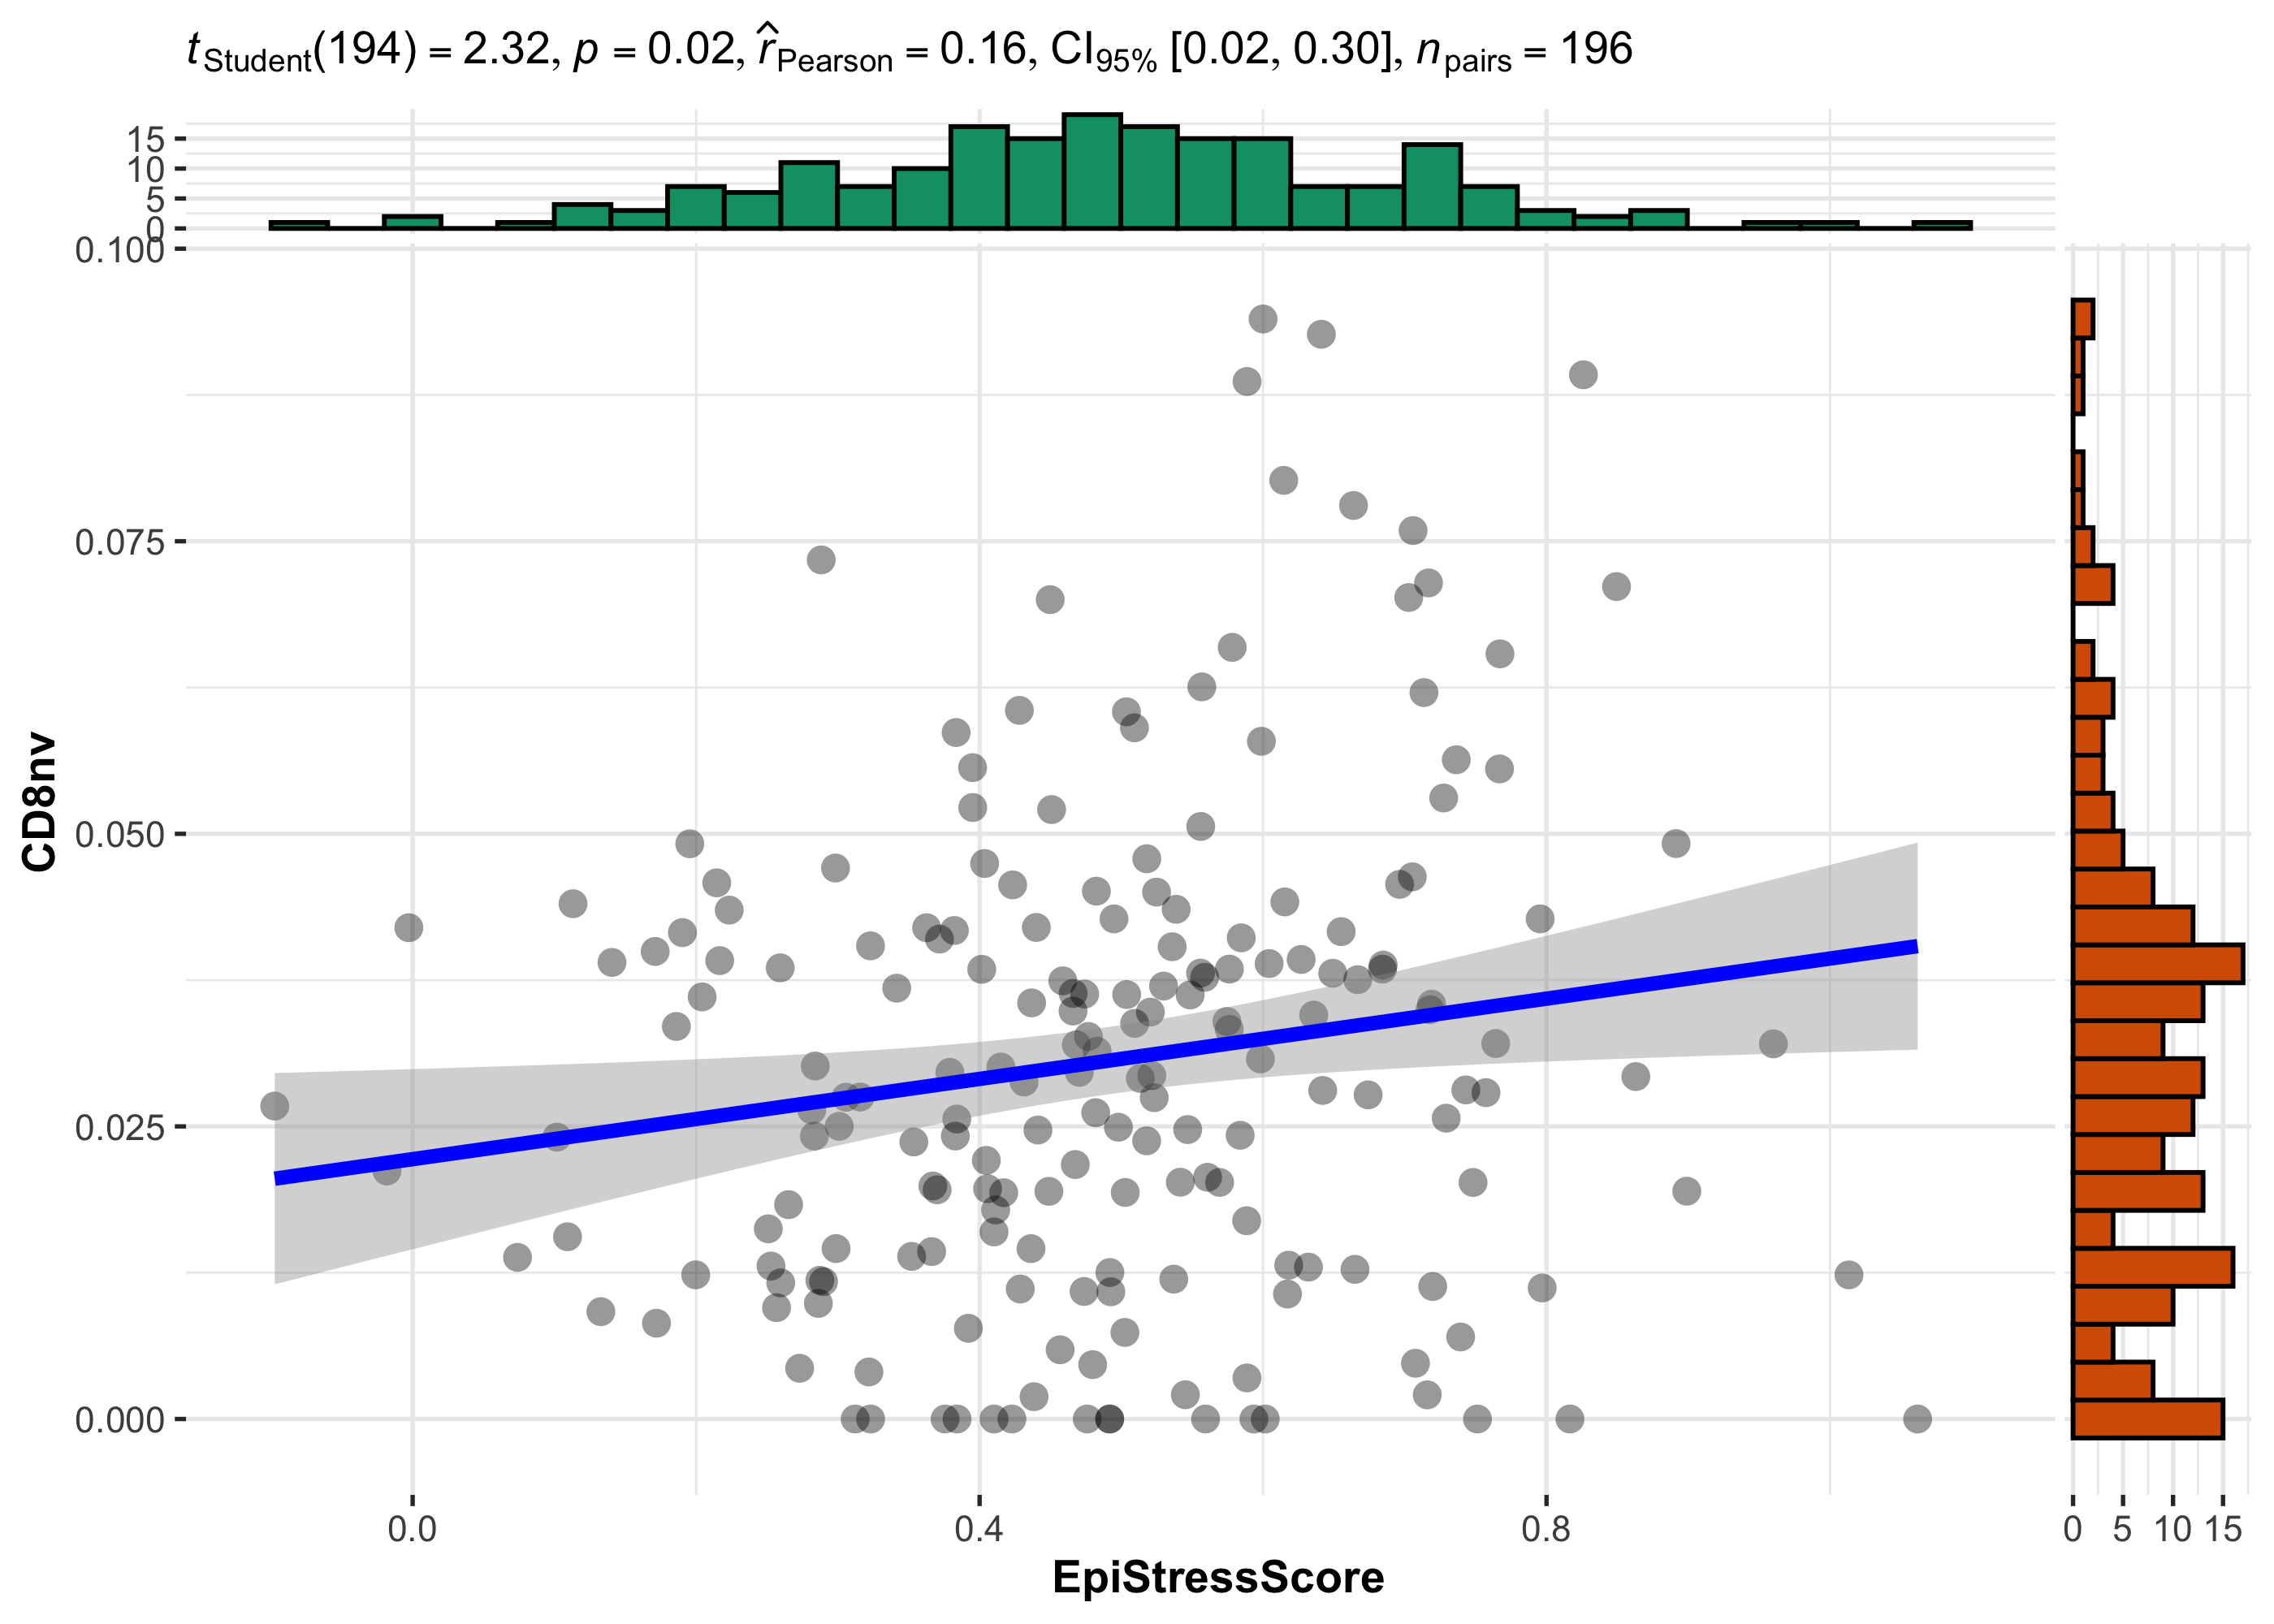 tStudent(194) = 2.32, p = 0.02, r̂Pearson = 0.16, CI95% [0.02, 0.30], npairs = 196
15
10
5
0
0.100
0.075
0.050
0.025
0.000
CD8nv
0.0 0.4 0.8
0 5 10 15
EpiStressScore